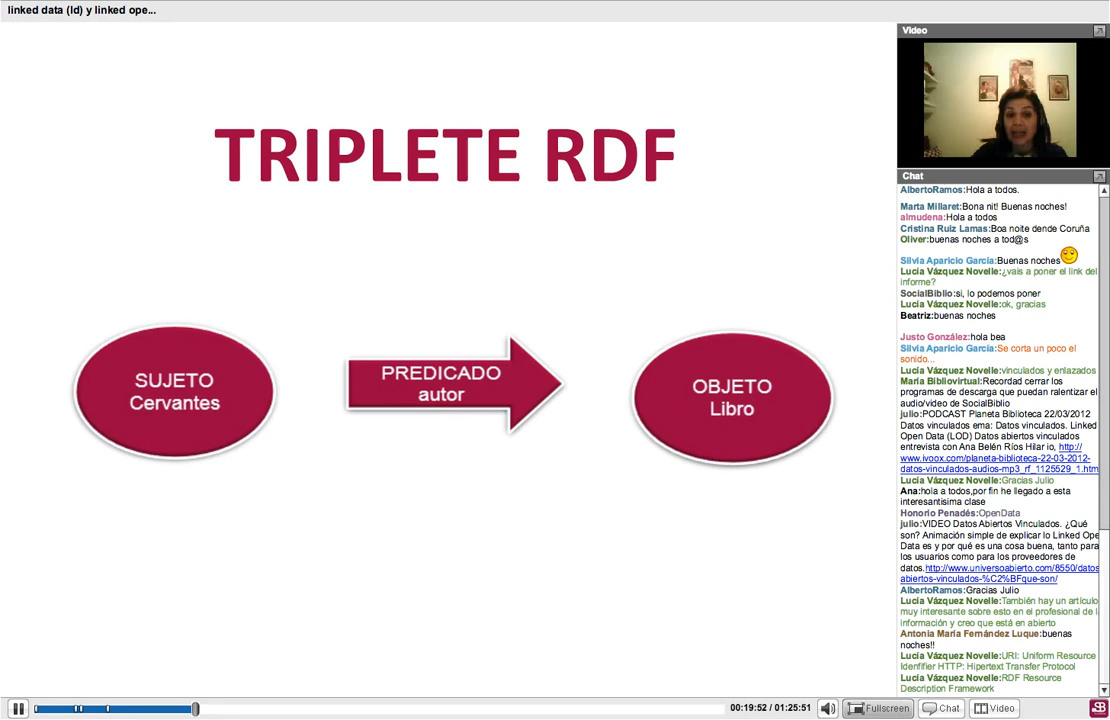 linked data (ld) y linked ope...
TRIPLETE RDF
SUJETO
Cervantes
PREDICADO
autor
OBJETO
Libro
Video
Chat
AlbertoRamos:Hola a todos.
Marta Millaret:Bona nit! Buenas noches!
almudena:Hola a todos
Cristina Ruiz Lamas:Boa noite dende Coruña
Oliver:buenas noches a tod@s
Silvia Aparicio García:Buenas noches
Lucía Vázquez Novelle:¿vais a poner el link del
informe?
SocialBiblio:si, lo podemos poner
Lucía Vázquez Novelle:ok, gracias
Beatriz:buenas noches
Justo González:hola bea
Silvia Aparicio García:Se corta un poco el
sonido...
Lucía Vázquez Novelle:vinculados y enlazados
María Bibliovirtual:Recordad cerrar los
programas de descarga que puedan ralentizar el
audio/video de SocialBiblio
julio:PODCAST Planeta Biblioteca 22/03/2012
Datos vinculados ema: Datos vinculados. Linked
Open Data (LOD) Datos abiertos vinculados
entrevista con Ana Belén Ríos Hilar io, http://
www.ivoox.com/planeta-biblioteca-22-03-2012-
datos-vinculados-audios-mp3_rf_1125529_1.htm
Lucía Vázquez Novelle:Gracias Julio
Ana:hola a todos,por fin he llegado a esta
interesantisima clase
Honorio Penadés:OpenData
julio:VIDEO Datos Abiertos Vinculados. ¿Qué
son? Animación simple de explicar lo Linked Ope
Data es y por qué es una cosa buena, tanto para
los usuarios como para los proveedores de
datos.http://www.universoabierto.com/8550/datos
abiertos-vinculados-%C2%BFque-son/
AlbertoRamos:Gracias Julio
Lucía Vázquez Novelle:También hay un artículo
muy interesante sobre esto en el profesional de l
información y creo que está en abierto
Antonia María Fernández Luque:buenas
noches!!
Lucía Vázquez Novelle:URI: Uniform Resource
Idenfifier HTTP: Hipertext Transfer Protocol
Lucía Vázquez Novelle:RDF Resource
Description Framework
00:19:52 / 01:25:51
Fullscreen
Chat
Video
SB